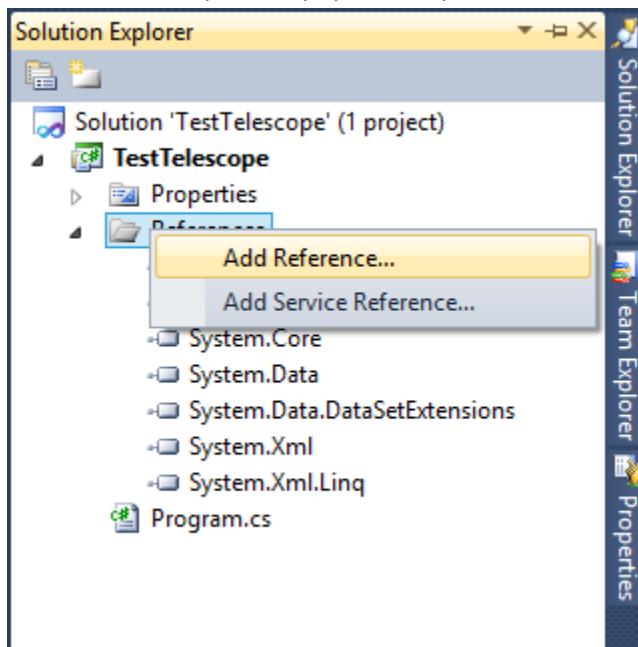 Solution Explorer
Solution 'TestTelescope' (1 project)
TestTelescope
Properties
References
Add Reference...
Add Service Reference...
System.Core
System.Data
System.Data.DataSetExtensions
System.Xml
System.Xml.Linq
Program.cs
Solution Explorer
Team Explorer
Properties